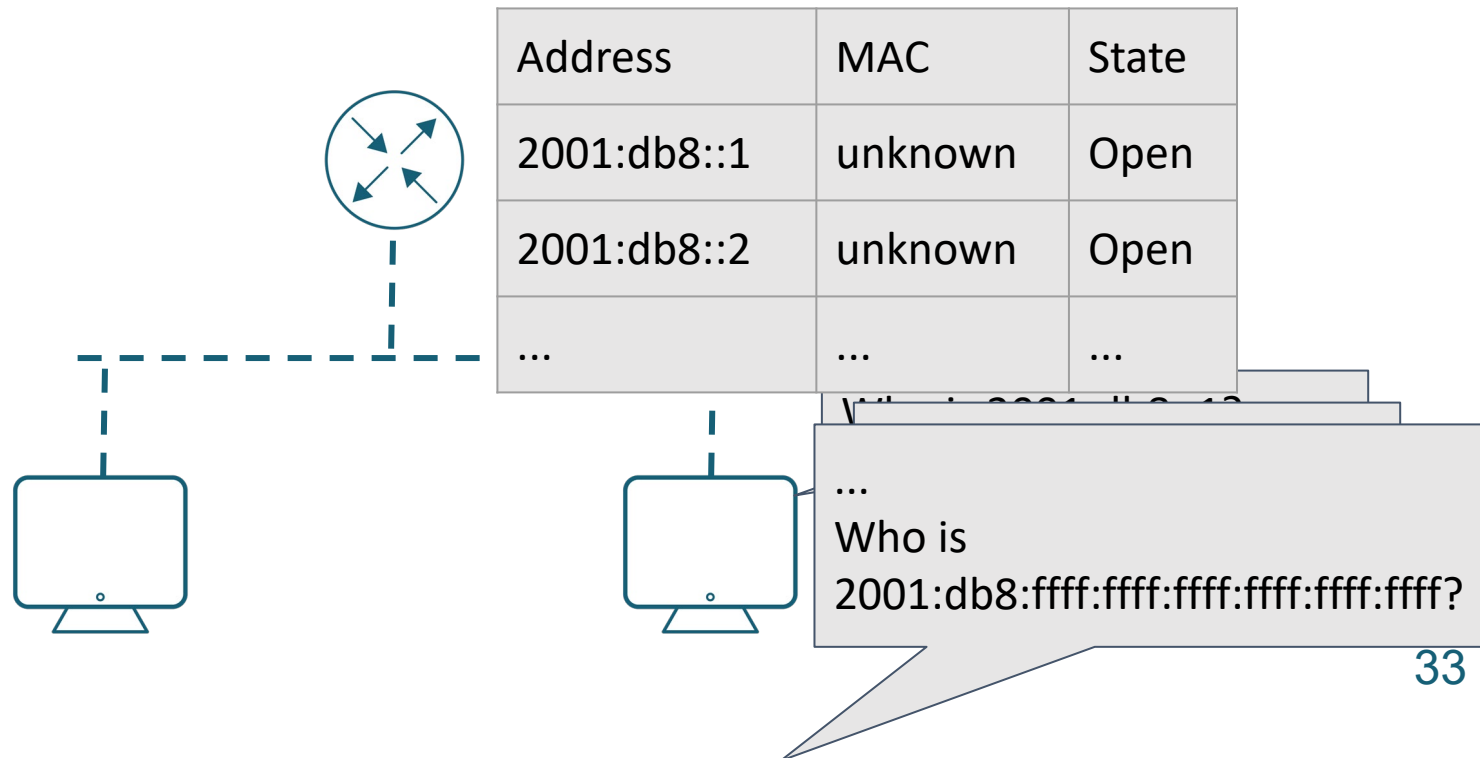 Address MAC State
2001:db8::1 unknown Open
2001:db8::2 unknown Open
... ... ...
...
Who is
2001:db8:ffff:ffff:ffff:ffff:ffff:ffff?
33